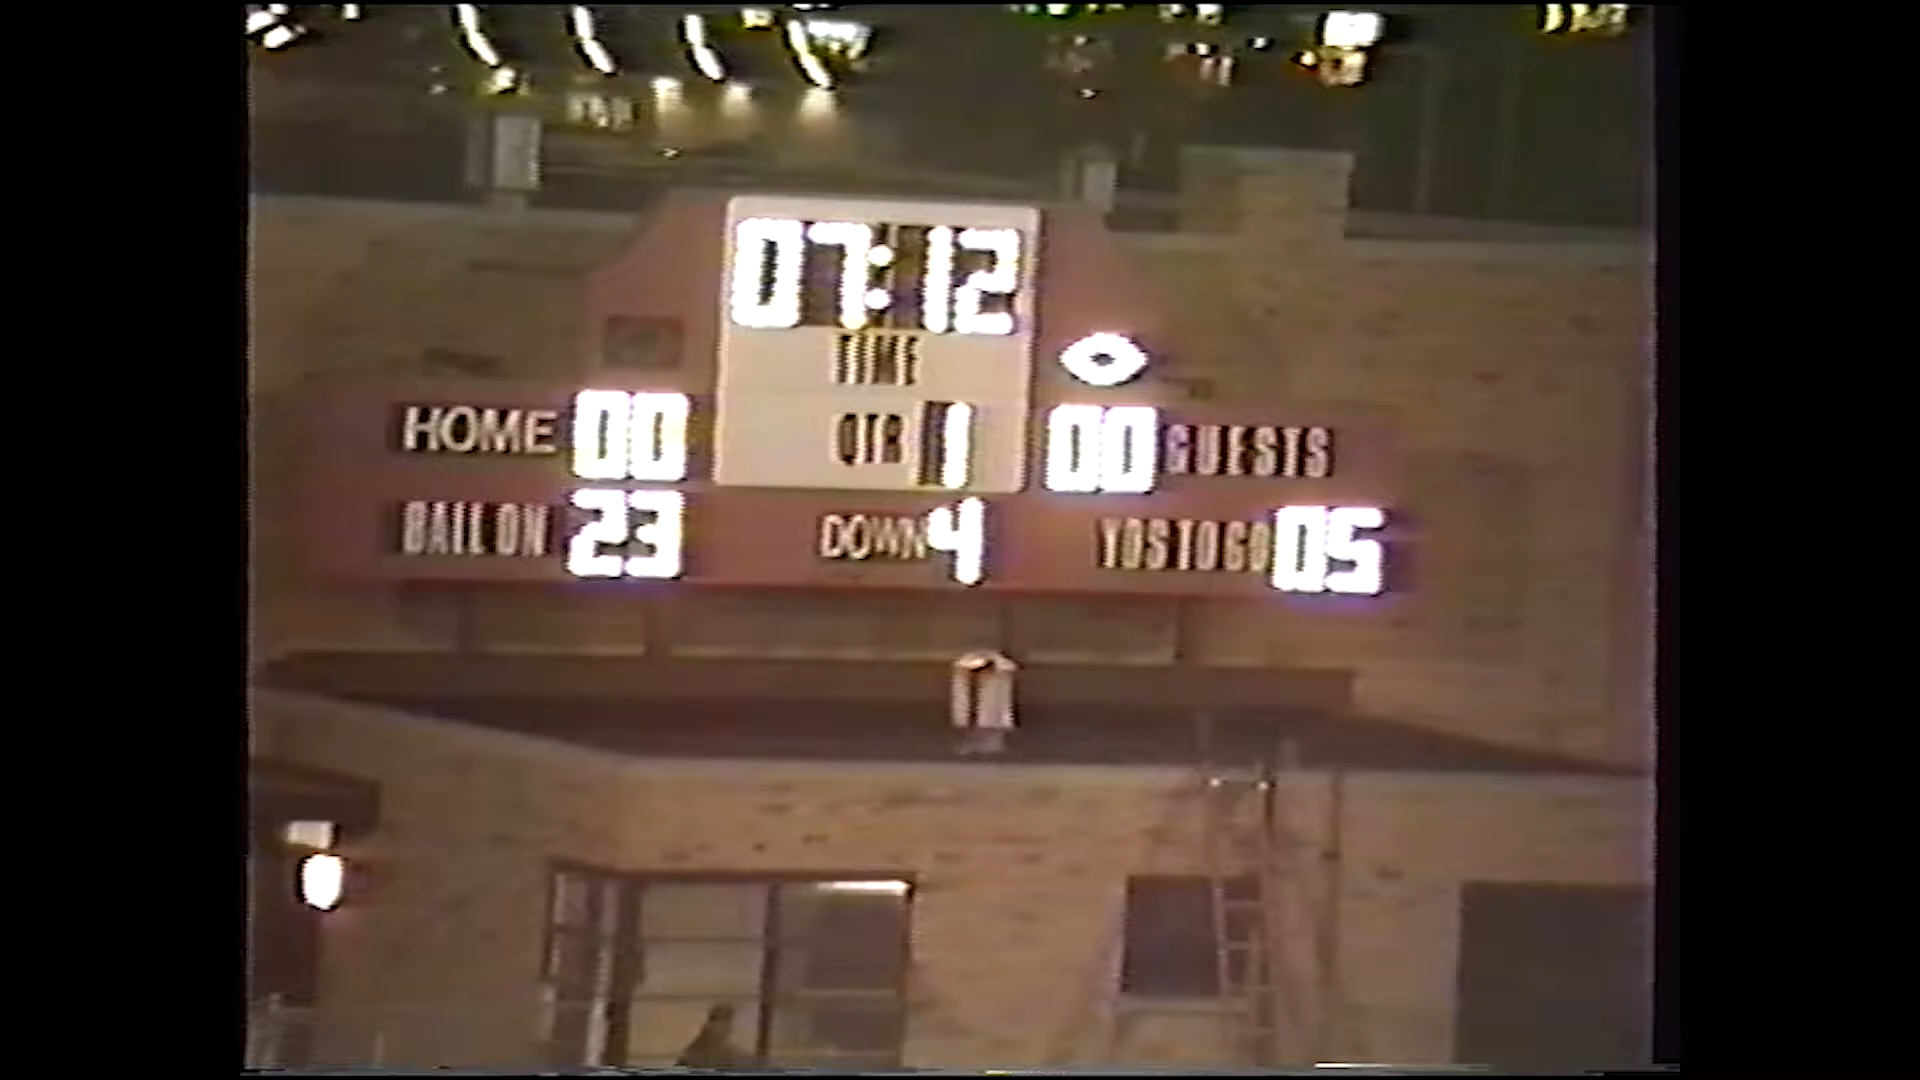 07:12
TIME
HOME 00 QTR 1 00 GUESTS
BALL ON 23 DOWN 4 YDS TO GO 05